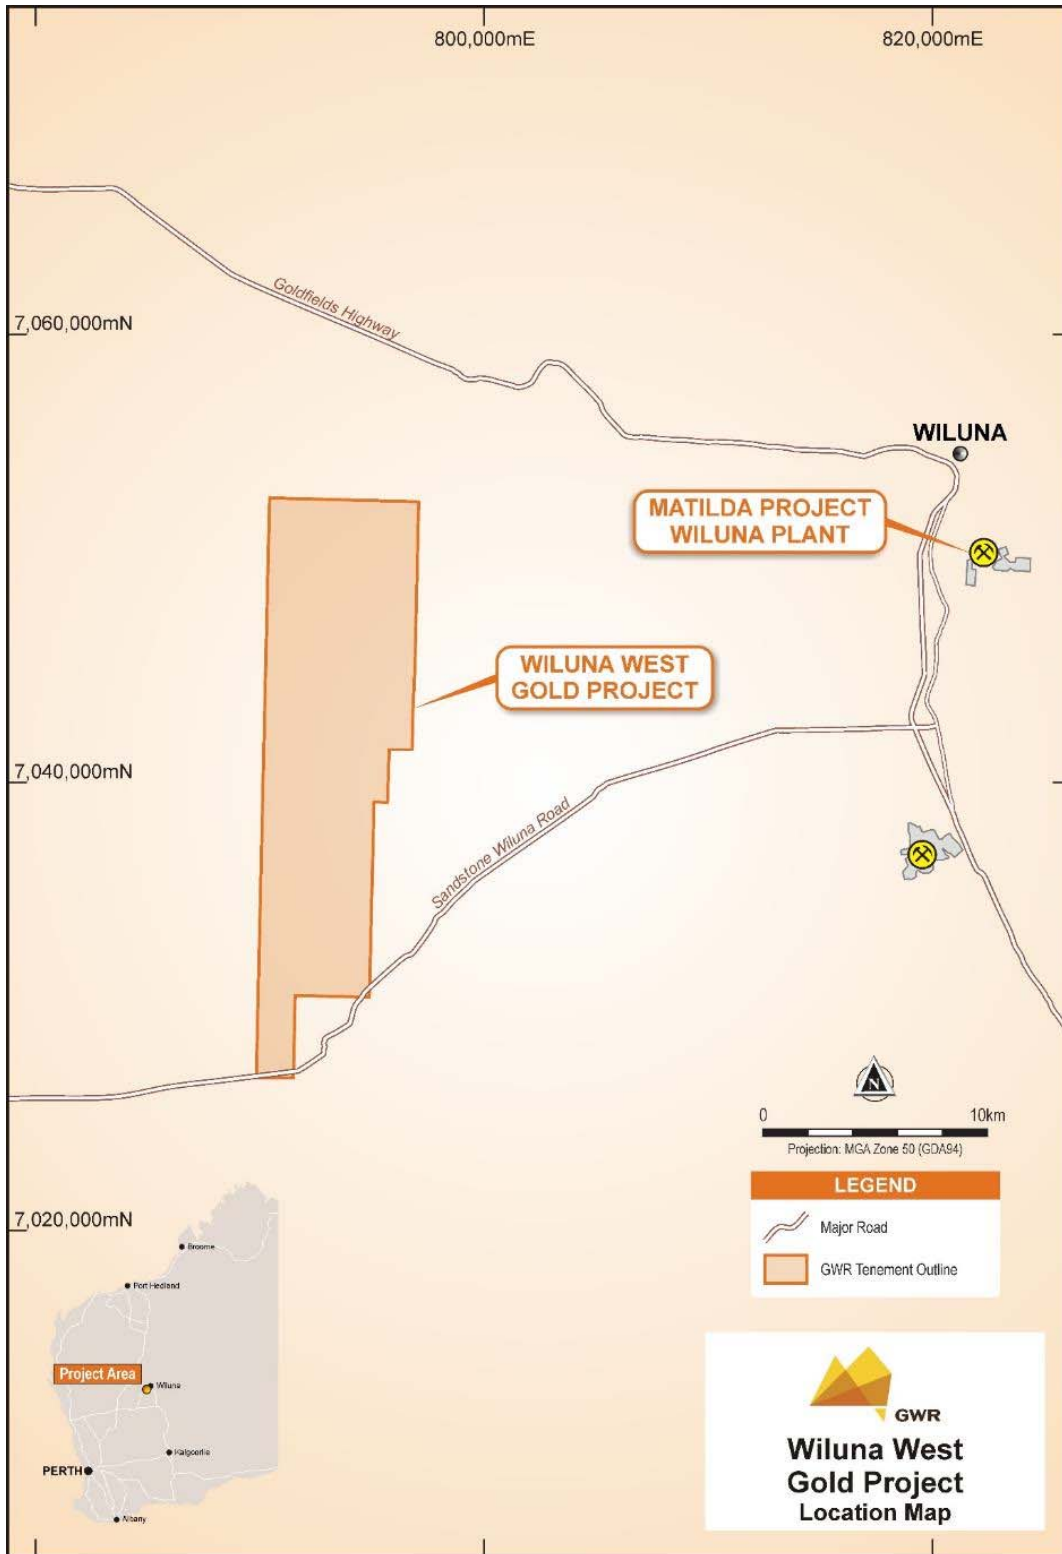 800,000mE
820,000mE
Goldfields Highway
7,060,000mN
WILUNA
MATILDA PROJECT
WILUNA PLANT
WILUNA WEST
GOLD PROJECT
7,040,000mN
Sandstone Wiluna Road
N
0
10km
Projection: MGA Zone 50 (GDA94)
LEGEND
Major Road
GWR Tenement Outline
7,020,000mN
Broome
Port Hedland
Project Area
Wiluna
Kalgoorlie
PERTH
Albany
GWR
Wiluna West
Gold Project
Location Map